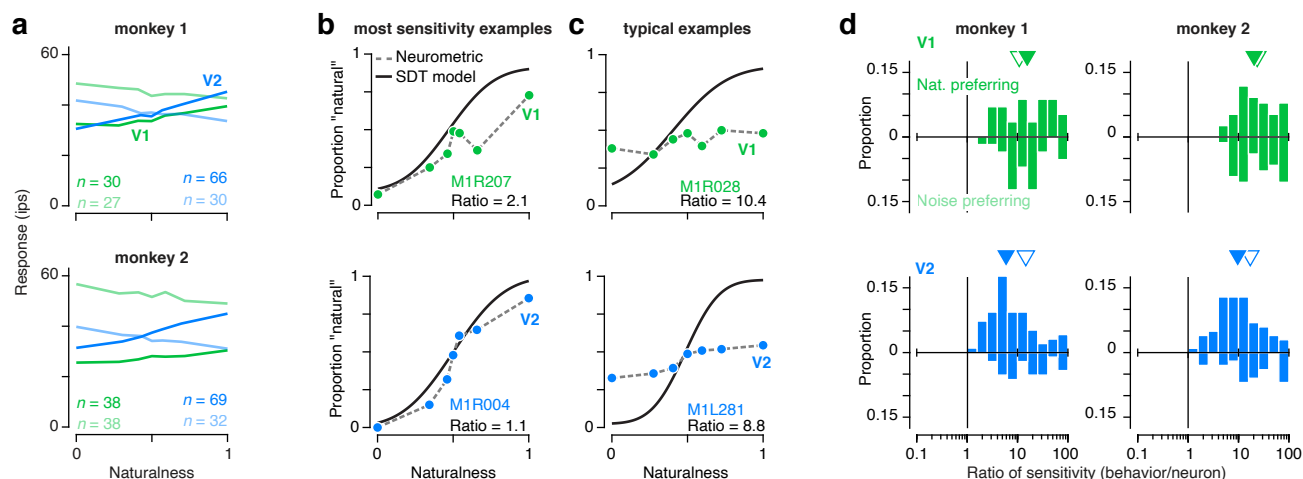 a
monkey 1
60
V2
V1
n = 30
n = 66
n = 27
n = 30
0
Response (ips)
monkey 2
60
n = 38
n = 69
n = 38
n = 32
0
0
1
Naturalness
b
most sensitivity examples
1
Neurometric
SDT model
Proportion "natural"
V1
M1R207
Ratio = 2.1
0
1
Proportion "natural"
V2
M1R004
Ratio = 1.1
0
0
1
Naturalness
c
typical examples
1
V1
M1R028
Ratio = 10.4
0
1
V2
M1L281
Ratio = 8.8
0
0
1
Naturalness
d
monkey 1
monkey 2
V1
0.15
0.15
Nat. preferring
Proportion
0
0
Noise preferring
0.15
0.15
V2
0.15
0.15
Proportion
0
0
0.15
0.15
0.1
1
10
100
0.1
1
10
100
Ratio of sensitivity (behavior/neuron)